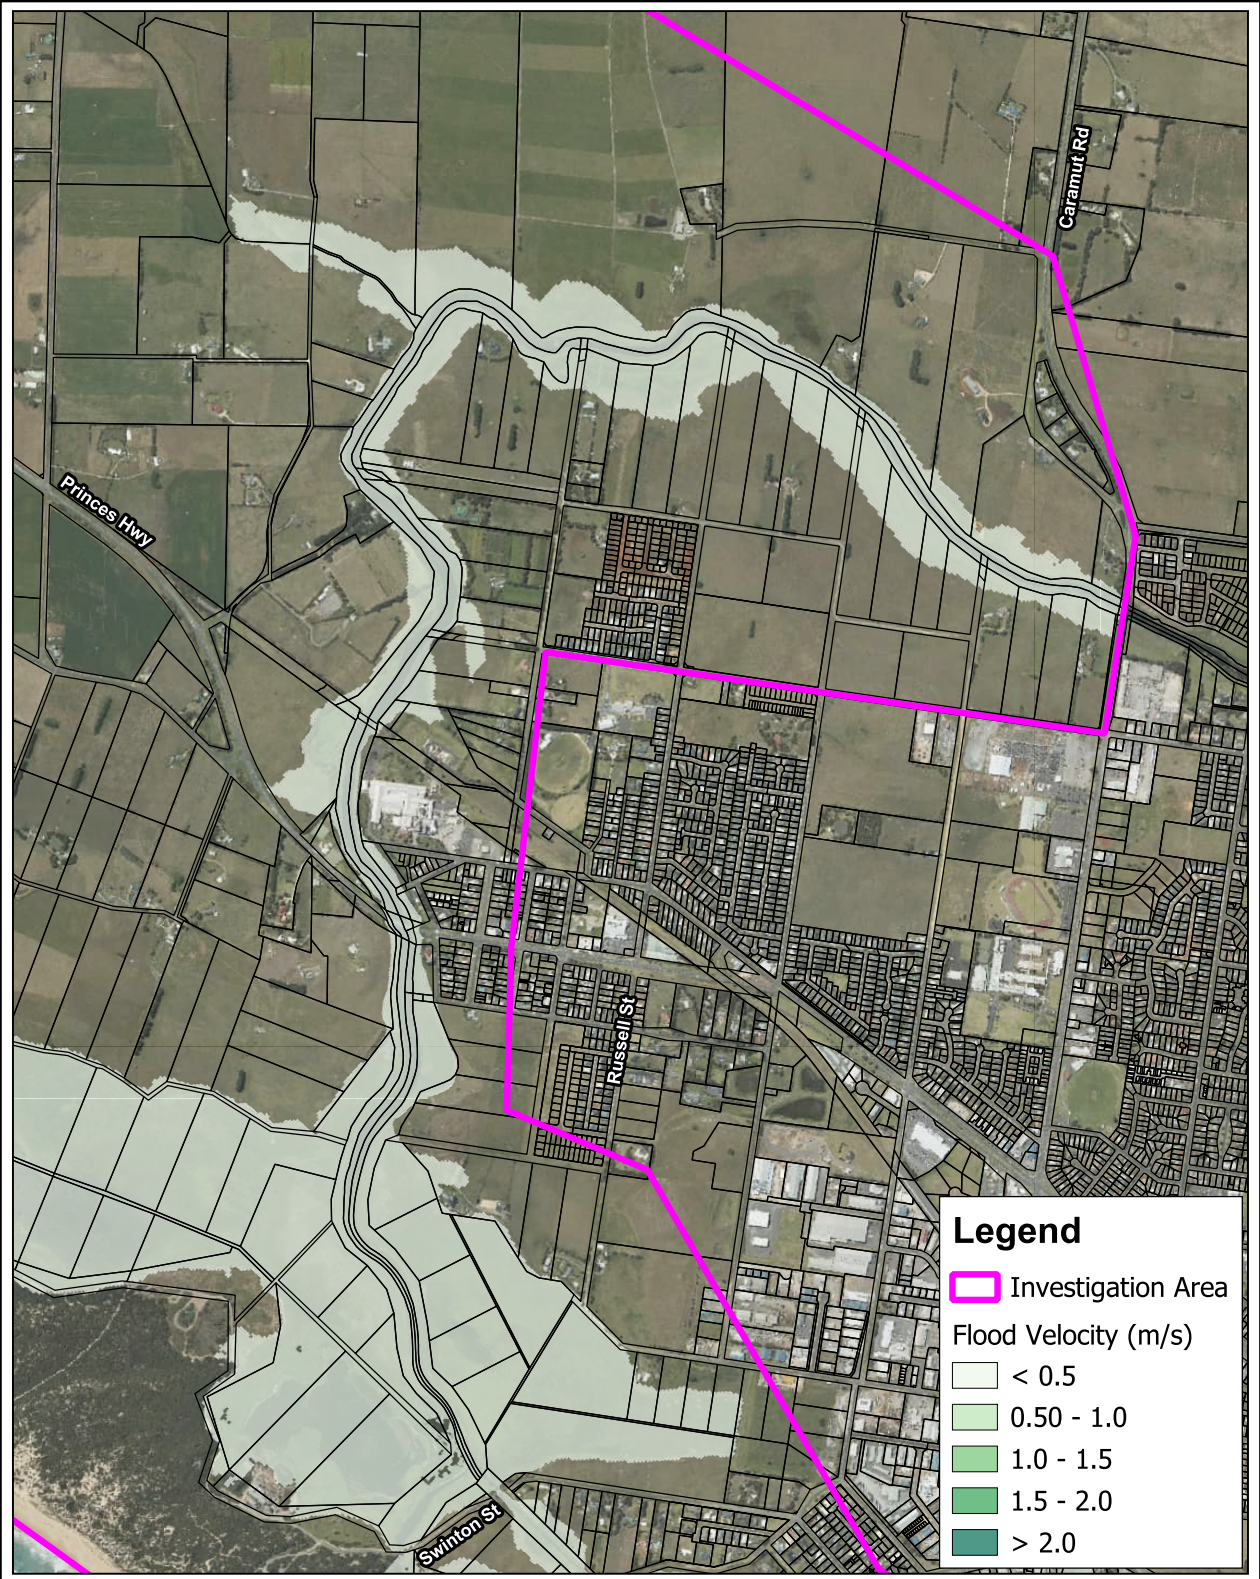 Caramut Rd
Princes Hwy
Russell St
Swinton St
Legend
Investigation Area
Flood Velocity (m/s)
< 0.5
0.50 - 1.0
1.0 - 1.5
1.5 - 2.0
> 2.0